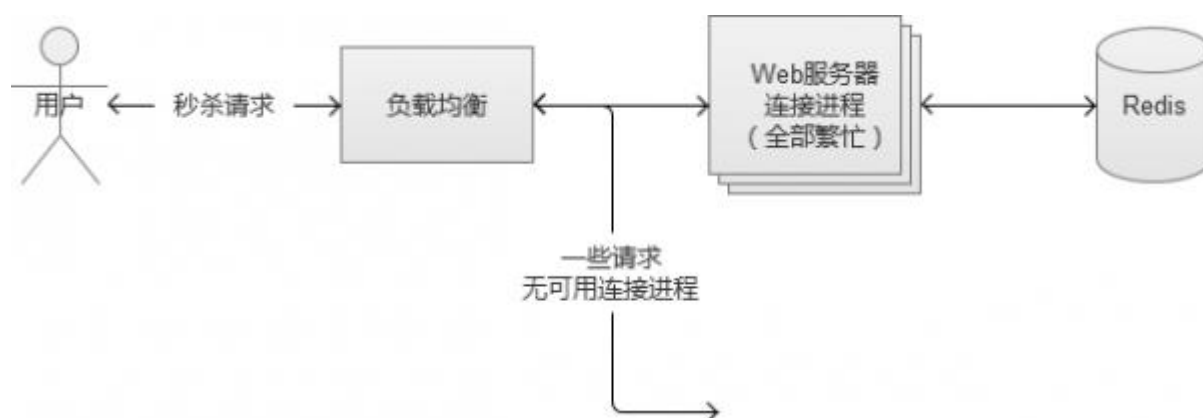 用户
秒杀请求
负载均衡
Web服务器
连接进程
（全部繁忙）
Redis
一些请求
无可用连接进程